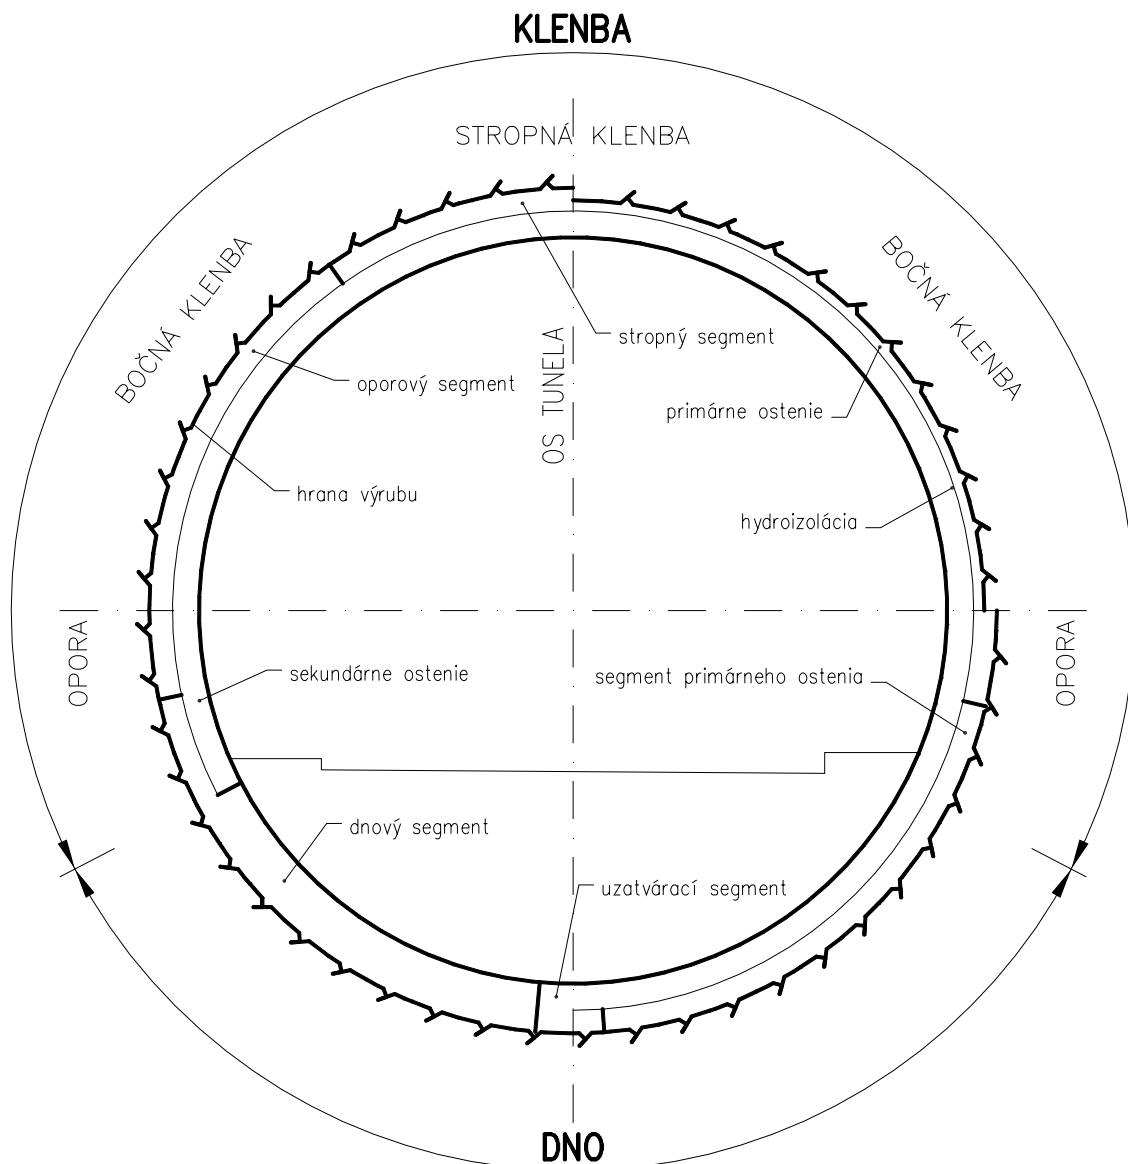 KLENBA
STROPNÁ KLENBA
BOČNÁ KLENBA
BOČNÁ KLENBA
stropný segment
OS TUNELA
oporový segment
primárne ostenie
hrana výrubu
hydroizolácia
OPORA
OPORA
sekundárne ostenie
segment primárneho ostenia
dnový segment
uzatvárací segment
DNO